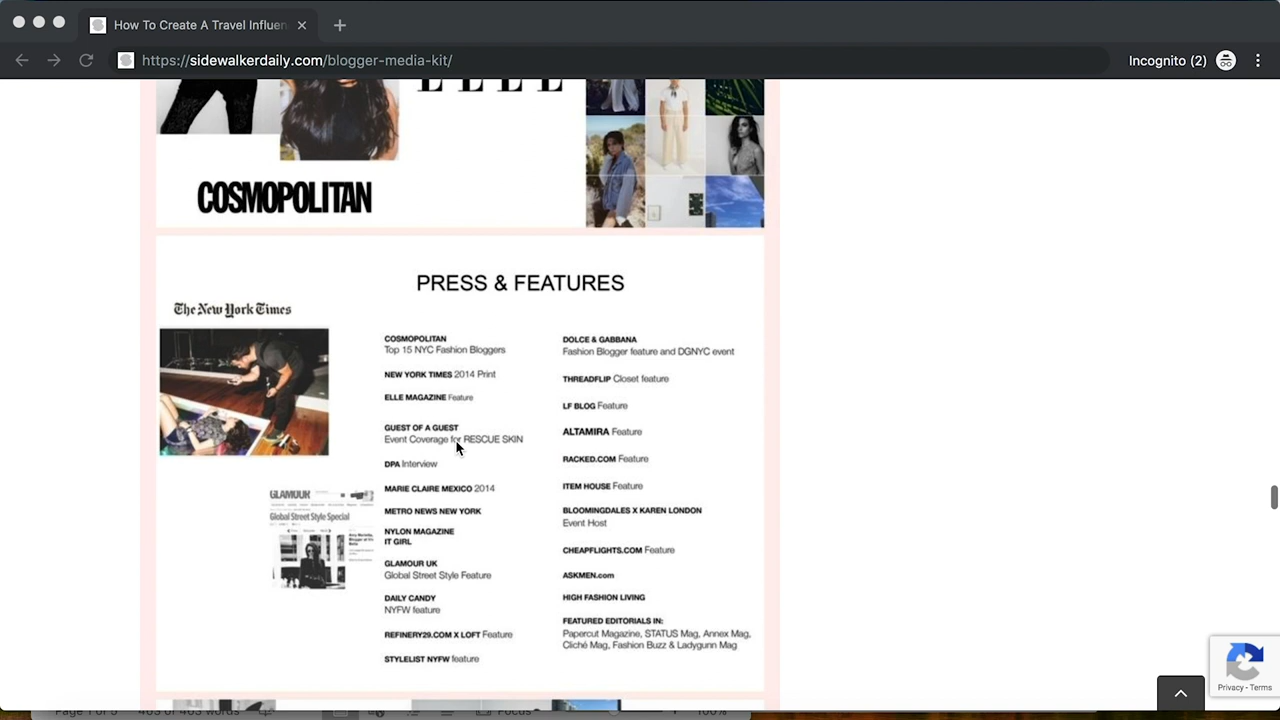 How To Create A Travel Influen
https://sidewalkerdaily.com/blogger-media-kit/
Incognito (2)
ELLE
COSMOPOLITAN
PRESS & FEATURES
The New York Times
COSMOPOLITAN
Top 15 NYC Fashion Bloggers
NEW YORK TIMES 2014 Print
ELLE MAGAZINE Feature
GUEST OF A GUEST
Event Coverage for RESCUE SKIN
DPA Interview
MARIE CLAIRE MEXICO 2014
METRO NEWS NEW YORK
NYLON MAGAZINE
IT GIRL
GLAMOUR UK
Global Street Style Feature
DAILY CANDY
NYFW feature
REFINERY29.COM X LOFT Feature
STYLELIST NYFW feature
DOLCE & GABBANA
Fashion Blogger feature and DGNYC event
THREADFLIP Closet feature
LF BLOG Feature
ALTAMIRA Feature
RACKED.COM Feature
ITEM HOUSE Feature
BLOOMINGDALES X KAREN LONDON
Event Host
CHEAPFLIGHTS.COM Feature
ASKMEN.com
HIGH FASHION LIVING
FEATURED EDITORIALS IN:
Papercut Magazine, STATUS Mag, Annex Mag,
Cliché Mag, Fashion Buzz & Ladygunn Mag
GLAMOUR
Global Street Style Special
Privacy - Terms